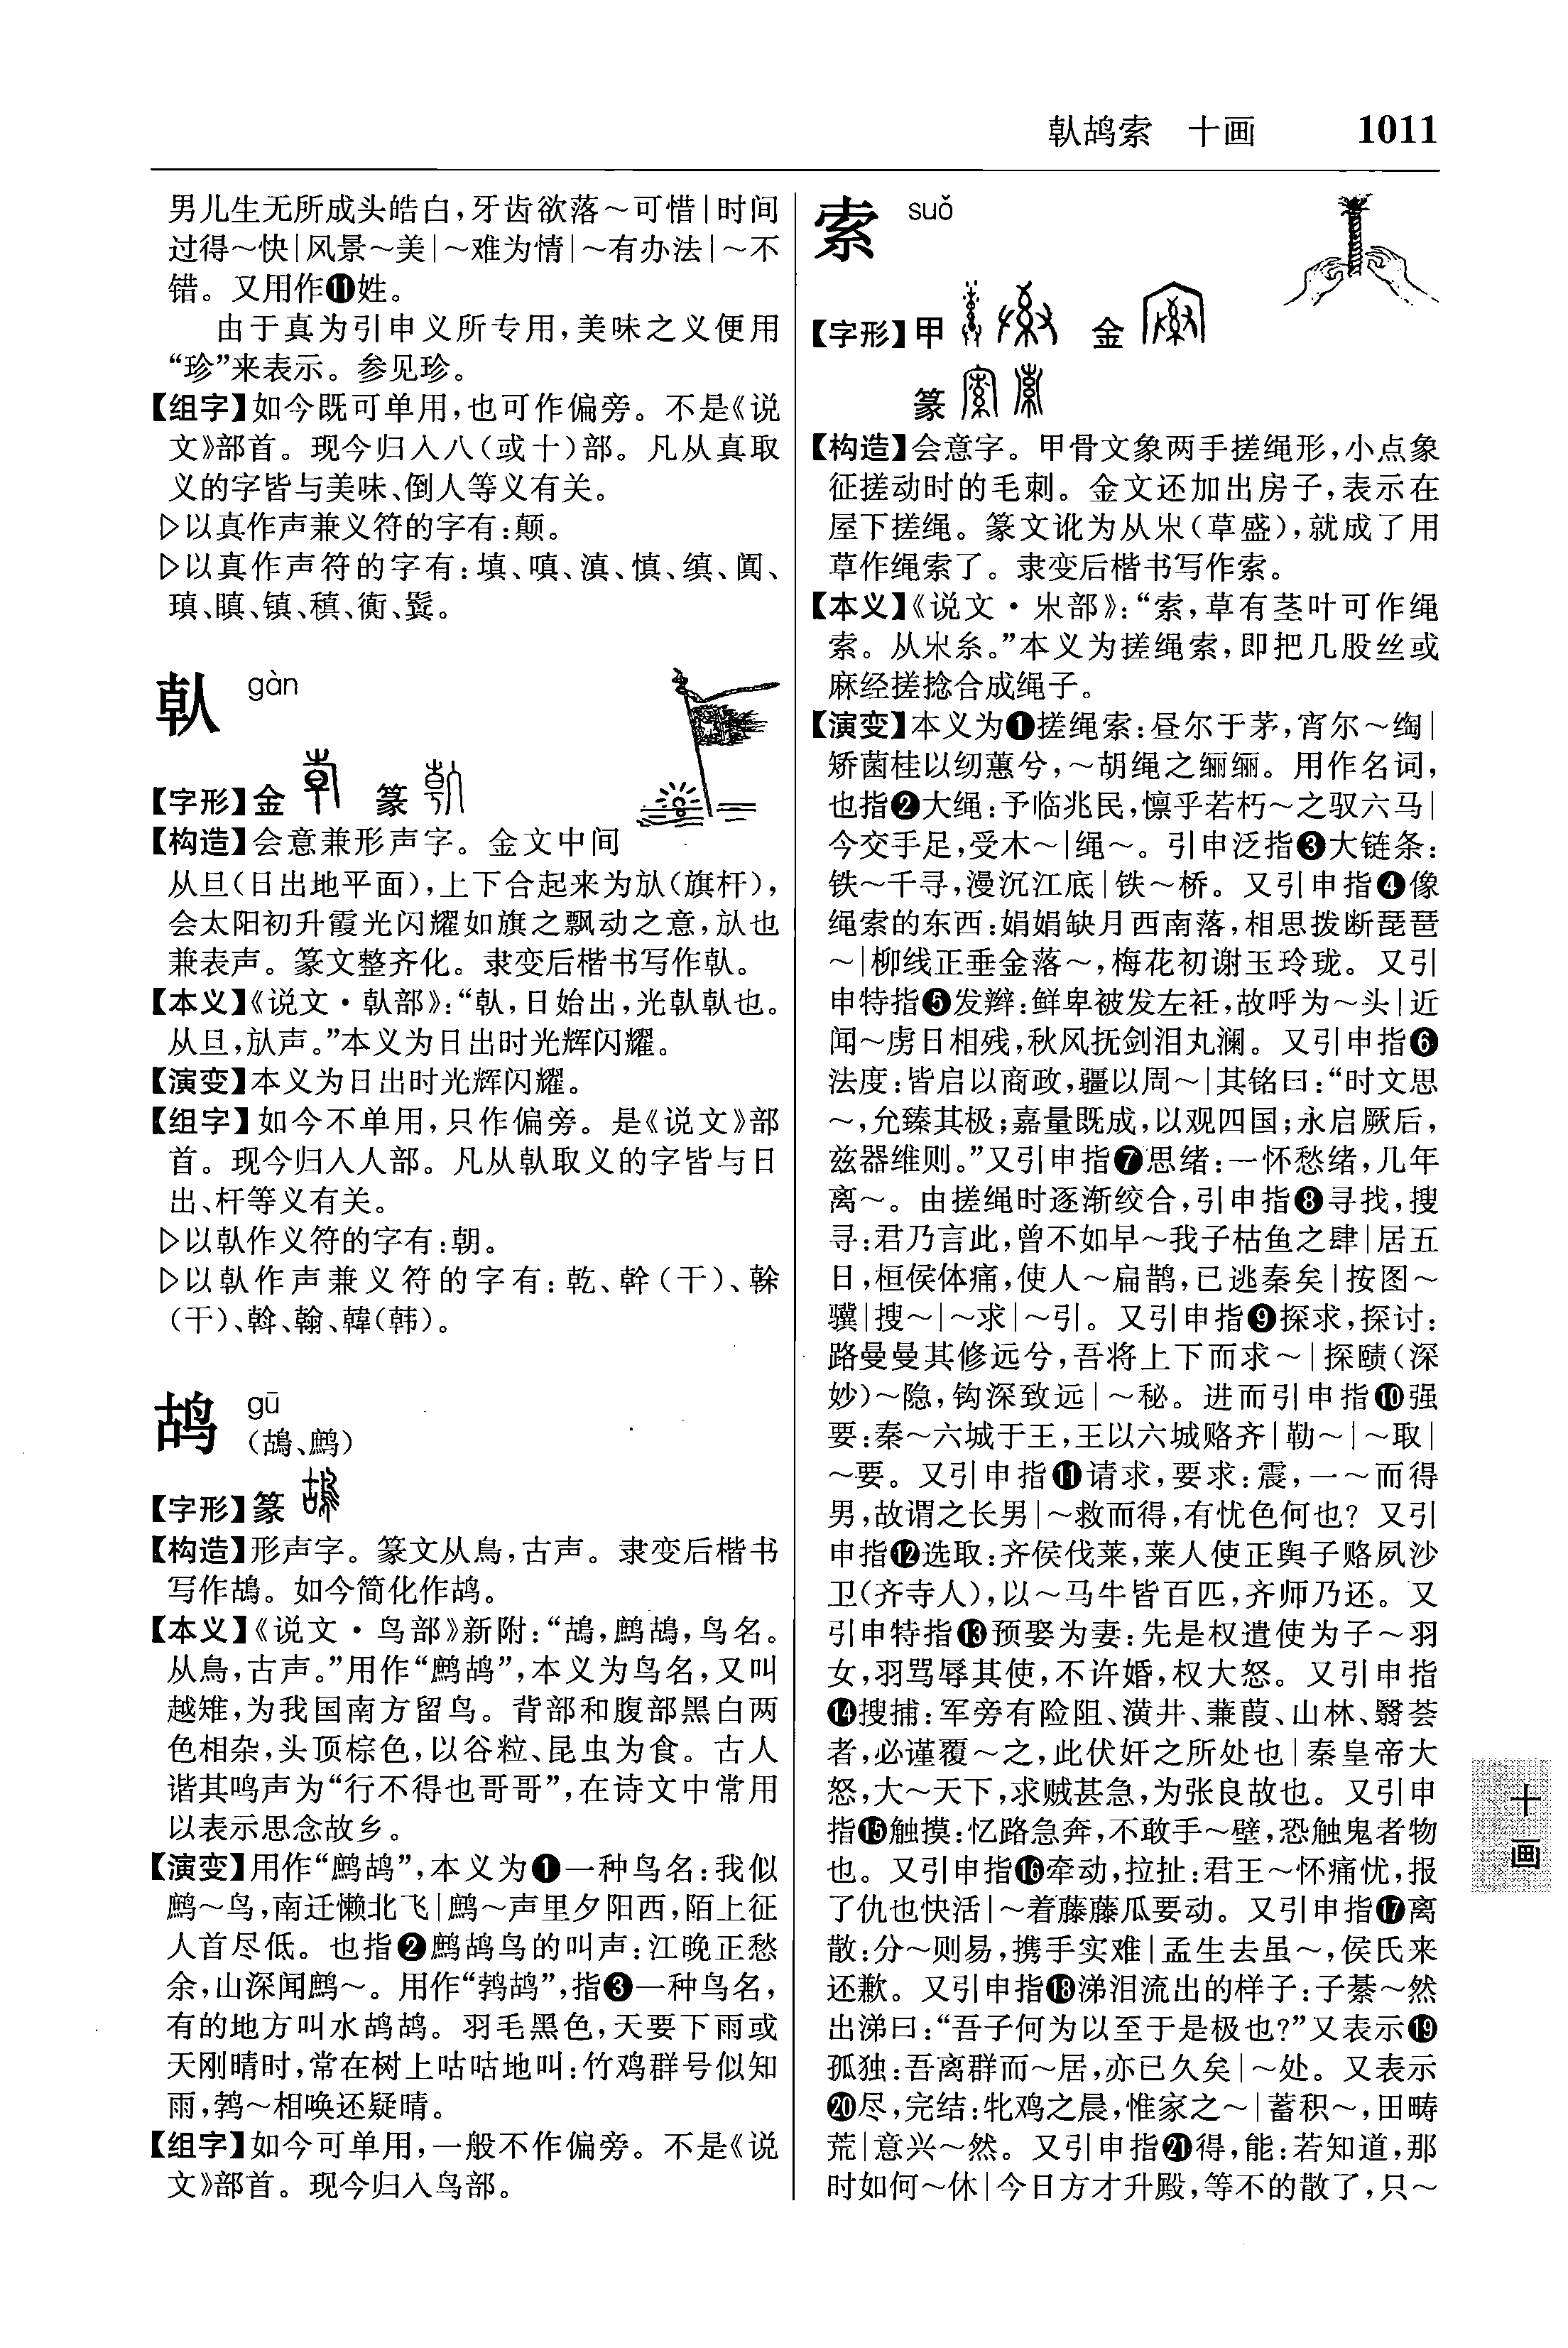 倝鸪索　十画　1011
男儿生无所成头皓白，牙齿欲落～可惜|时间
过得～快|风景～美|～难为情|～有办法|～不
错。又用作⓫姓。
由于真为引申义所专用，美味之义便用
“珍”来表示。参见珍。
【组字】如今既可单用，也可作偏旁。不是《说
文》部首。现今归入八（或十）部。凡从真取
义的字皆与美味、倒人等义有关。
▷以真作声兼义符的字有：颠。
▷以真作声符的字有：填、嗔、滇、慎、缜、阗、
瑱、瞋、镇、稹、衠、鬒。
倝 gàn
【字形】金　篆
【构造】会意兼形声字。金文中间
从旦（日出地平面），上下合起来为㫃（旗杆），
会太阳初升霞光闪耀如旗之飘动之意，㫃也
兼表声。篆文整齐化。隶变后楷书写作倝。
【本义】《说文·倝部》：“倝，日始出，光倝倝也。
从旦，㫃声。”本义为日出时光辉闪耀。
【演变】本义为日出时光辉闪耀。
【组字】如今不单用，只作偏旁。是《说文》部
首。现今归入人部。凡从倝取义的字皆与日
出、杆等义有关。
▷以倝作义符的字有：朝。
▷以倝作声兼义符的字有：乾、幹（干）、榦
（干）、斡、翰、韓（韩）。
鸪 gū
（鴣、鹧）
【字形】篆
【构造】形声字。篆文从鳥，古声。隶变后楷书
写作鴣。如今简化作鸪。
【本义】《说文·鸟部》新附：“鴣，鹧鴣，鸟名。
从鳥，古声。”用作“鹧鸪”，本义为鸟名，又叫
越雉，为我国南方留鸟。背部和腹部黑白两
色相杂，头顶棕色，以谷粒、昆虫为食。古人
谐其鸣声为“行不得也哥哥”，在诗文中常用
以表示思念故乡。
【演变】用作“鹧鸪”，本义为❶一种鸟名：我似
鹧～鸟，南迁懒北飞|鹧～声里夕阳西，陌上征
人首尽低。也指❷鹧鸪鸟的叫声：江晚正愁
余，山深闻鹧～。用作“鹁鸪”，指❸一种鸟名，
有的地方叫水鸪鸪。羽毛黑色，天要下雨或
天刚晴时，常在树上咕咕地叫：竹鸡群号似知
雨，鹁～相唤还疑晴。
【组字】如今可单用，一般不作偏旁。不是《说
文》部首。现今归入鸟部。
索 suǒ
【字形】甲　金
篆
【构造】会意字。甲骨文象两手搓绳形，小点象
征搓动时的毛刺。金文还加出房子，表示在
屋下搓绳。篆文讹为从𣎵（草盛），就成了用
草作绳索了。隶变后楷书写作索。
【本义】《说文·𣎵部》：“索，草有茎叶可作绳
索。从𣎵糸。”本义为搓绳索，即把几股丝或
麻经搓捻合成绳子。
【演变】本义为❶搓绳索：昼尔于茅，宵尔～绹|
矫菌桂以纫蕙兮，～胡绳之纚纚。用作名词，
也指❷大绳：予临兆民，懔乎若朽～之驭六马|
今交手足，受木～|绳～。引申泛指❸大链条：
铁～千寻，漫沉江底|铁～桥。又引申指❹像
绳索的东西：娟娟缺月西南落，相思拨断琵琶
～|柳线正垂金落～，梅花初谢玉玲珑。又引
申特指❺发辫：鲜卑被发左衽，故呼为～头|近
闻～虏日相残，秋风抚剑泪丸澜。又引申指❻
法度：皆启以商政，疆以周～|其铭曰：“时文思
～，允臻其极；嘉量既成，以观四国；永启厥后，
兹器维则。”又引申指❼思绪：一怀愁绪，几年
离～。由搓绳时逐渐绞合，引申指❽寻找，搜
寻：君乃言此，曾不如早～我于枯鱼之肆|居五
日，桓侯体痛，使人～扁鹊，已逃秦矣|按图～
骥|搜～|～求|～引。又引申指❾探求，探讨：
路曼曼其修远兮，吾将上下而求～|探赜（深
妙）～隐，钩深致远|～秘。进而引申指❿强
要：秦～六城于王，王以六城赂齐|勒～|～取|
～要。又引申指⓫请求，要求：震，一～而得
男，故谓之长男|～救而得，有忧色何也？又引
申指⓬选取：齐侯伐莱，莱人使正舆子赂夙沙
卫（齐寺人），以～马牛皆百匹，齐师乃还。又
引申特指⓭预娶为妻：先是权遣使为子～羽
女，羽骂辱其使，不许婚，权大怒。又引申指
⓮搜捕：军旁有险阻、潢井、蒹葭、山林、翳荟
者，必谨覆～之，此伏奸之所处也|秦皇帝大
怒，大～天下，求贼甚急，为张良故也。又引申
指⓯触摸：忆路急奔，不敢手～壁，恐触鬼者物
也。又引申指⓰牵动，拉扯：君王～怀痛忧，报
了仇也快活|～着藤藤瓜要动。又引申指⓱离
散：分～则易，携手实难|孟生去虽～，侯氏来
还歉。又引申指⓲涕泪流出的样子：子綦～然
出涕曰：“吾子何为以至于是极也？”又表示⓳
孤独：吾离群而～居，亦已久矣|～处。又表示
⓴尽，完结：牝鸡之晨，惟家之～|蓄积～，田畴
荒|意兴～然。又引申指㉑得，能：若知道，那
时如何～休|今日方才升殿，等不的散了，只～
十画